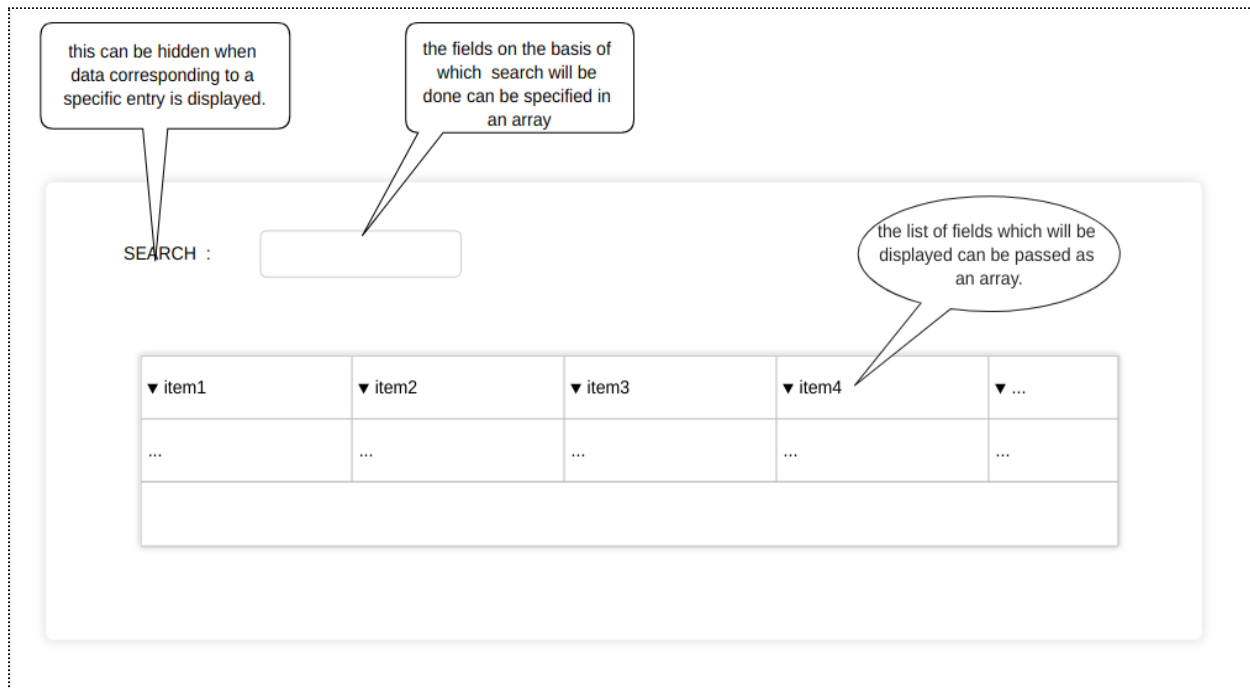 this can be hidden when
data corresponding to a
specific entry is displayed.
the fields on the basis of
which search will be
done can be specified in
an array
the list of fields which will be
displayed can be passed as
an array.
SEARCH :
▼ item1 ▼ item2 ▼ item3 ▼ item4 ▼ ...
... ... ... ... ...